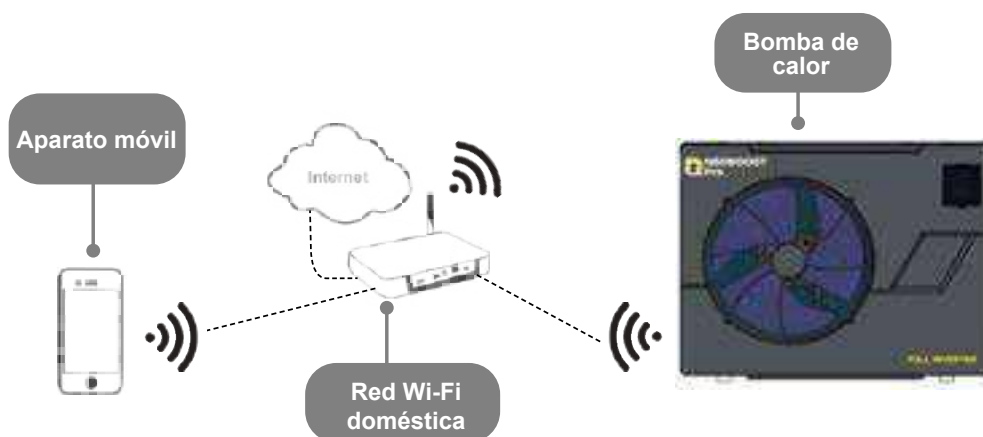 Bomba de
calor
Aparato móvil
Internet
FULL INVERTER
Red Wi-Fi
doméstica